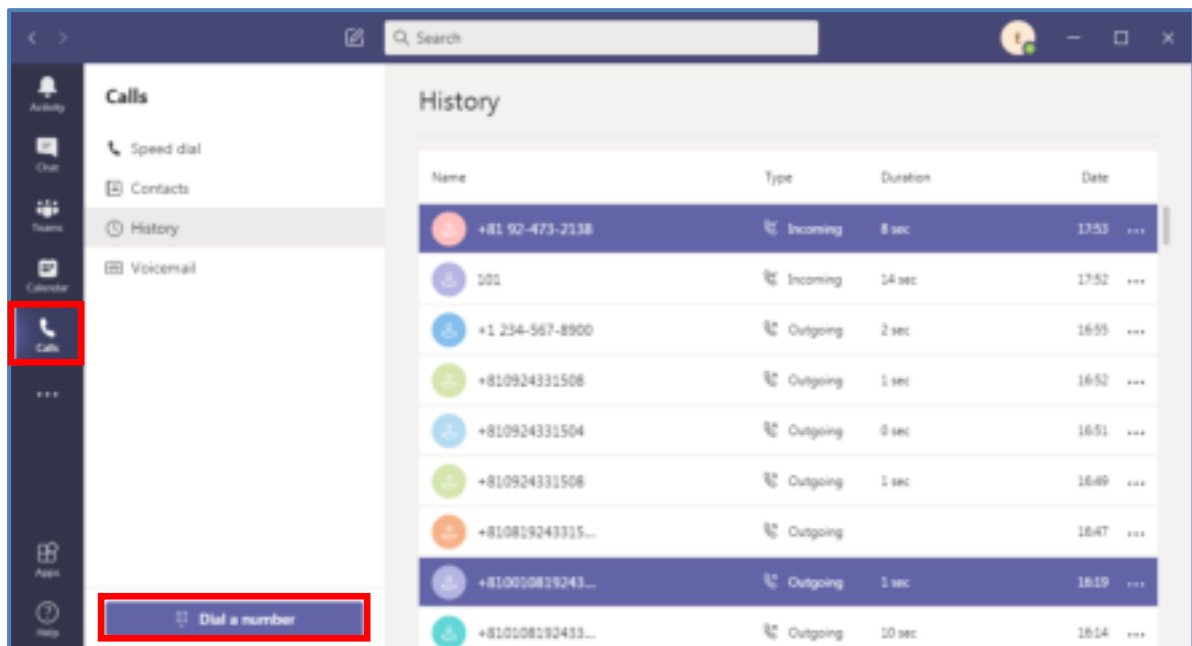 Search
Activity
Chat
Teams
Calendar
Calls
Apps
Help
Calls
Speed dial
Contacts
History
Voicemail
Dial a number
History
Name Type Duration Date
+81 92-473-2138 Incoming 8 sec 17:53
101 Incoming 14 sec 17:52
+1 234-567-8900 Outgoing 2 sec 16:55
+810924331508 Outgoing 1 sec 16:52
+810924331504 Outgoing 0 sec 16:51
+810924331508 Outgoing 1 sec 16:49
+810819243315... Outgoing 16:47
+810010819243... Outgoing 1 sec 16:19
+810108192433... Outgoing 10 sec 16:14